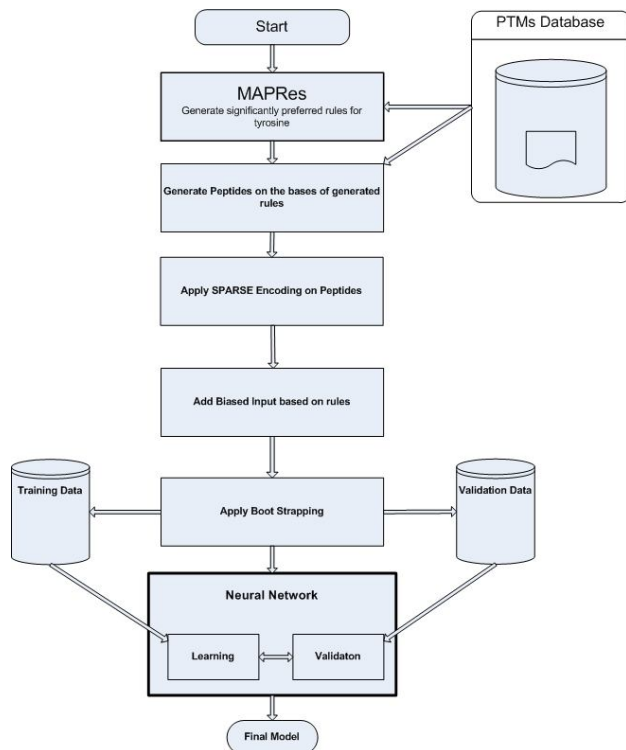 Start
PTMs Database
MAPRes
Generate significantly preferred rules for
tyrosine
Generate Peptides on the bases of generated
rules
Apply SPARSE Encoding on Peptides
Add Biased Input based on rules
Training Data
Apply Boot Strapping
Validation Data
Neural Network
Learning
Validaton
Final Model